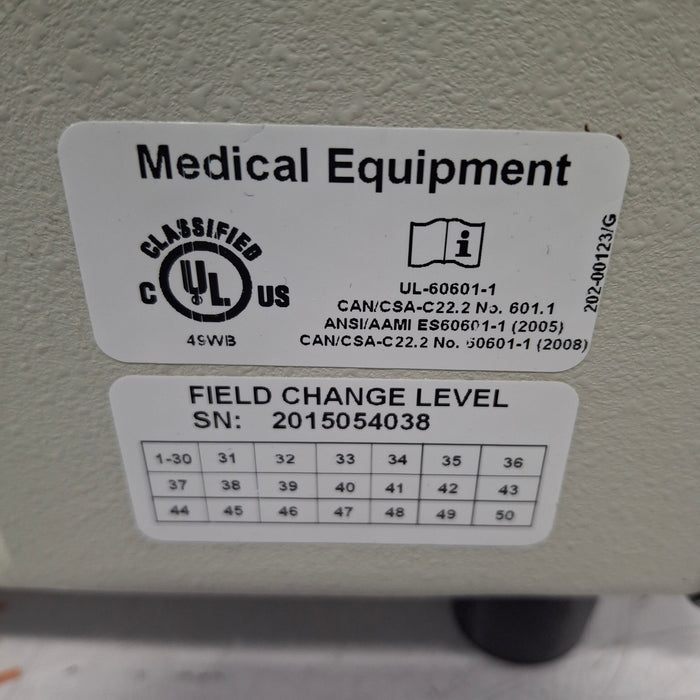 Medical Equipment
CLASSIFIED
C UL US
49WB
i
UL-60601-1
CAN/CSA-C22.2 No. 601.1
ANSI/AAMI ES60601-1 (2005)
CAN/CSA-C22.2 No. 60601-1 (2008)
202-00123/G
FIELD CHANGE LEVEL
SN: 2015054038
1-30 31 32 33 34 35 36
37 38 39 40 41 42 43
44 45 46 47 48 49 50